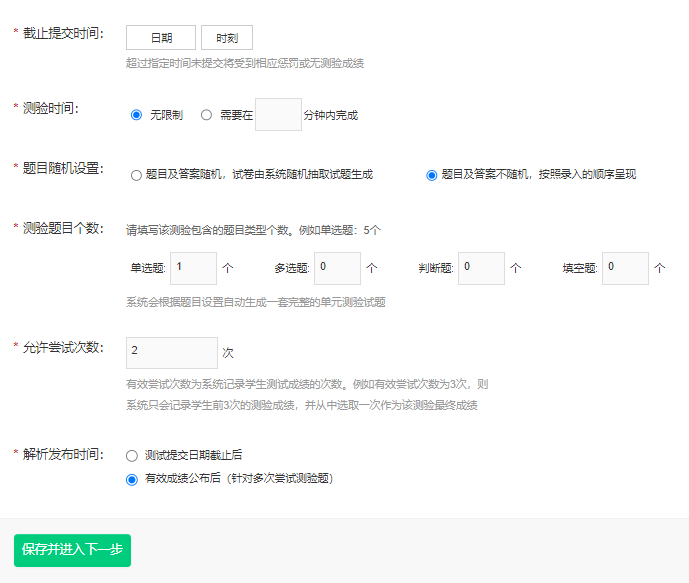 * 截止提交时间： 日期 时刻
超过指定时间未提交将受到相应惩罚或无测验成绩
* 测验时间： 无限制 需要在 分钟内完成
* 题目随机设置： 题目及答案随机，试卷由系统随机抽取试题生成 题目及答案不随机，按照录入的顺序呈现
* 测验题目个数： 请填写该测验包含的题目类型个数。例如单选题：5个
单选题: 1 个 多选题: 0 个 判断题: 0 个 填空题: 0 个
系统会根据题目设置自动生成一套完整的单元测验试题
* 允许尝试次数： 2 次
有效尝试次数为系统记录学生测试成绩的次数。例如有效尝试次数为3次，则
系统只会记录学生前3次的测验成绩，并从中选取一次作为该测验最终成绩
* 解析发布时间： 测试提交日期截止后
有效成绩公布后（针对多次尝试测验题）
保存并进入下一步